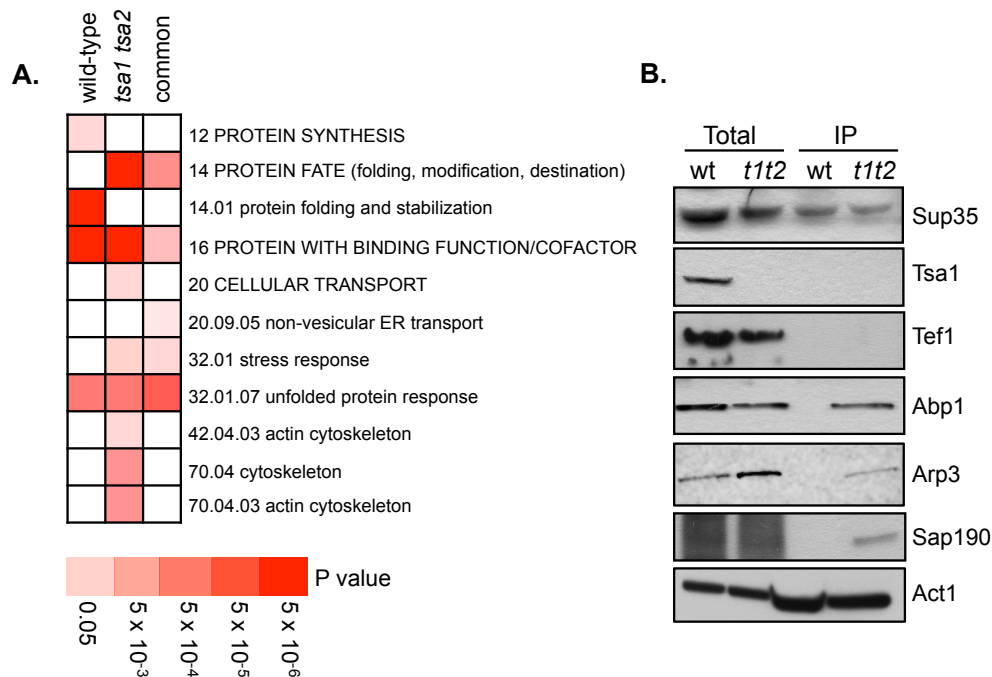 A.
wild-type
tsa1 tsa2
common
12 PROTEIN SYNTHESIS
14 PROTEIN FATE (folding, modification, destination)
14.01 protein folding and stabilization
16 PROTEIN WITH BINDING FUNCTION/COFACTOR
20 CELLULAR TRANSPORT
20.09.05 non-vesicular ER transport
32.01 stress response
32.01.07 unfolded protein response
42.04.03 actin cytoskeleton
70.04 cytoskeleton
70.04.03 actin cytoskeleton
P value
0.05
5 x 10-3
5 x 10-4
5 x 10-5
5 x 10-6
B.
Total IP
wt t1t2 wt t1t2
Sup35
Tsa1
Tef1
Abp1
Arp3
Sap190
Act1